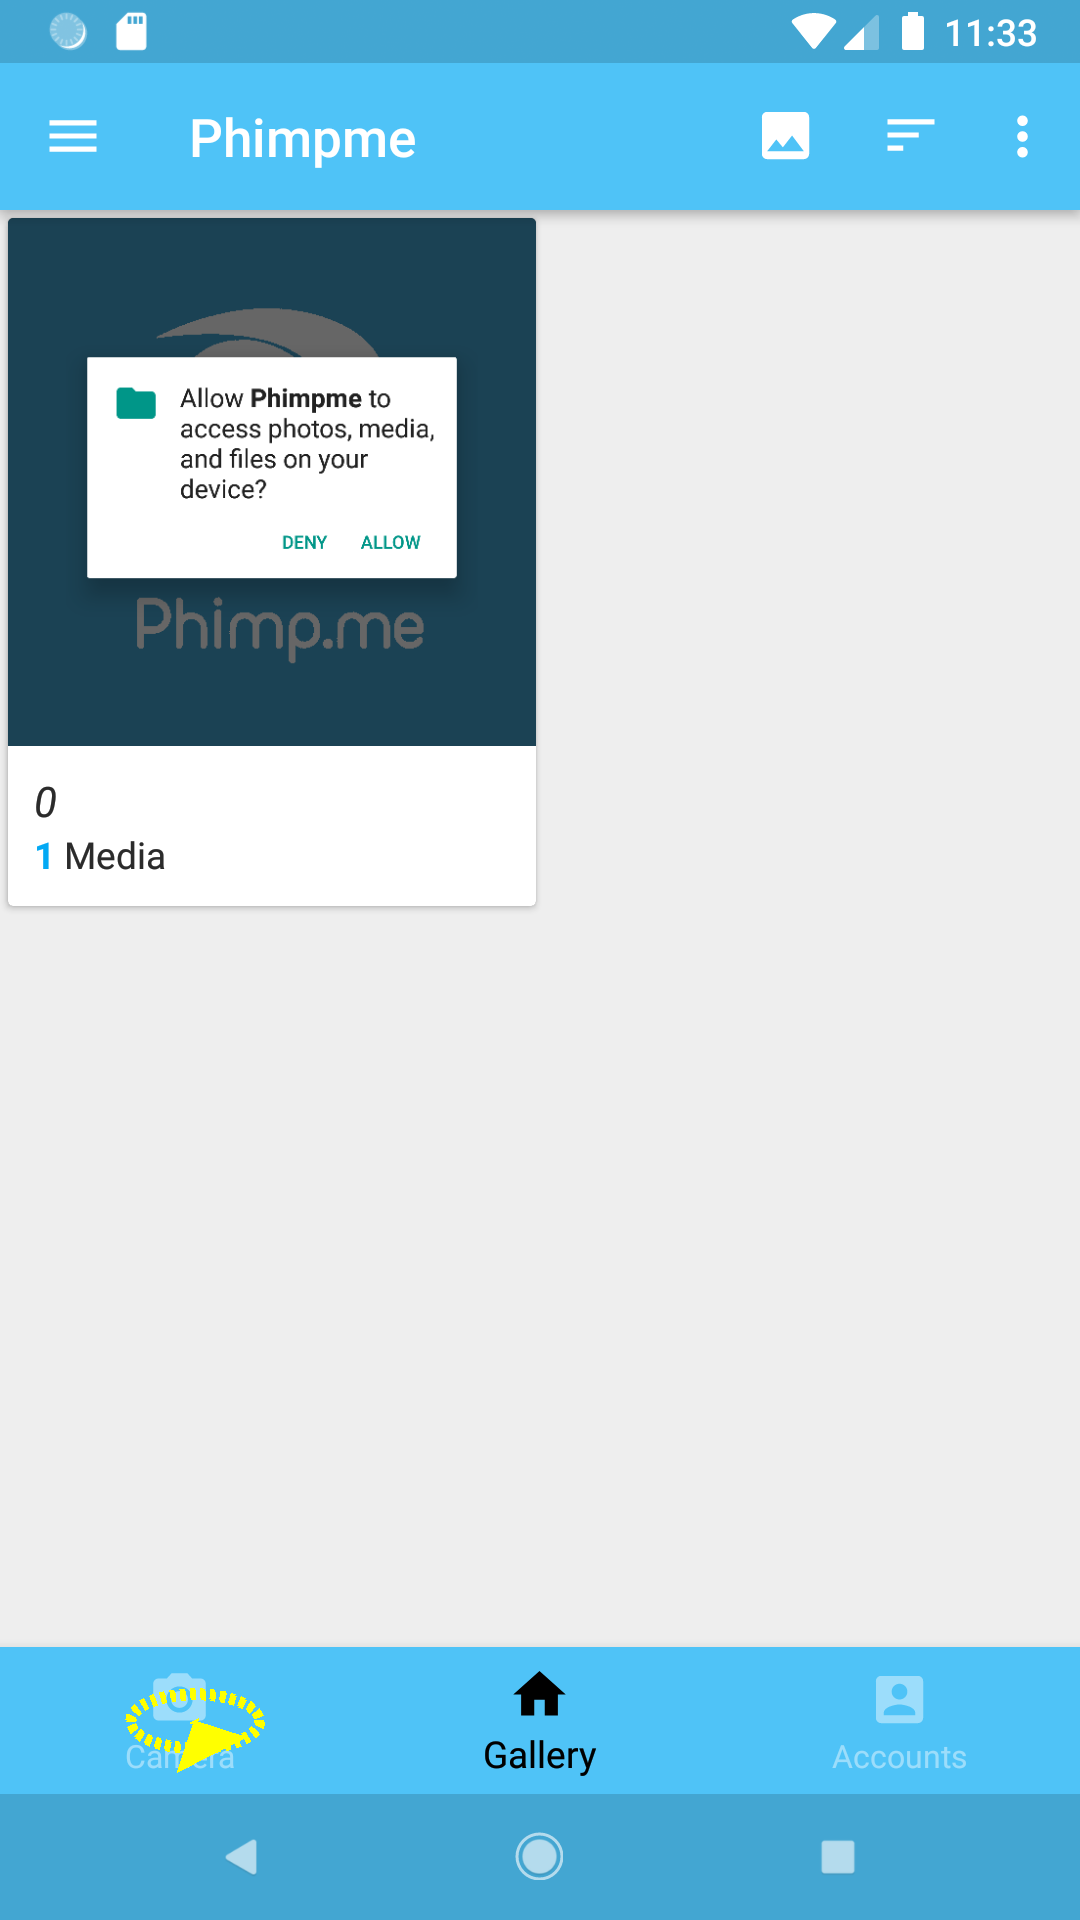 11:33
Phimpme
Allow Phimpme to
access photos, media,
and files on your
device?
DENY ALLOW
Phimp.me
0
1 Media
Camera Gallery Accounts